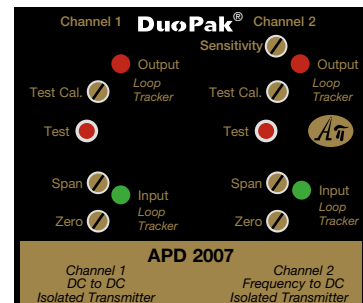 Channel 1 DuoPak® Channel 2
Sensitivity
Output Output
Test Cal. Loop Tracker Test Cal. Loop Tracker
Test Test
Span Span
Input Input
Loop Loop
Zero Tracker Zero Tracker
APD 2007
Channel 1 Channel 2
DC to DC Frequency to DC
Isolated Transmitter Isolated Transmitter